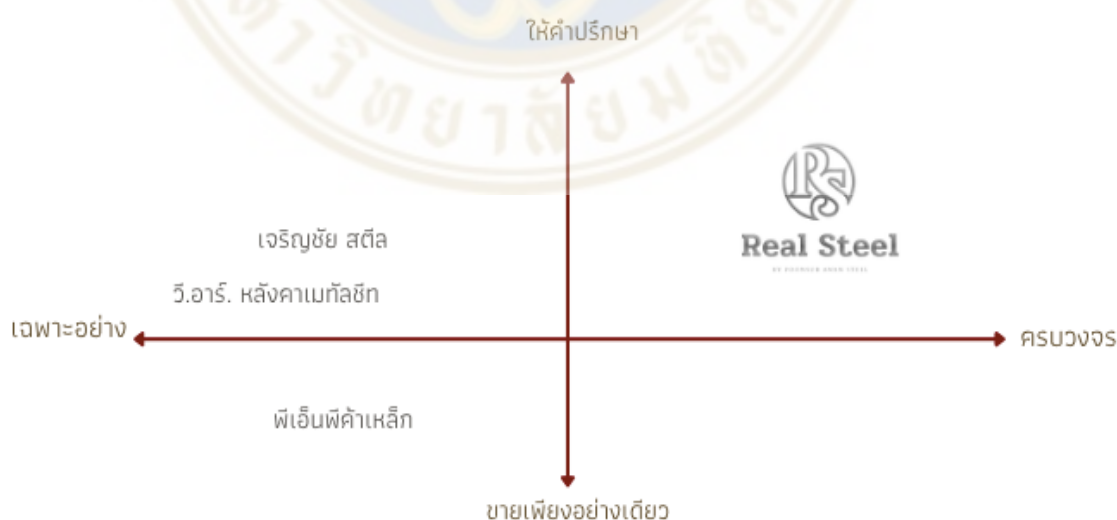 ให้คำปรึกษา
RS
Real Steel
เจริญชัย สตีล
วี.อาร์. หลังคาเมทัลชีท
เฉพาะอย่าง
ครบวงจร
พีเอ็นพีค้าเหล็ก
ขายเพียงอย่างเดียว